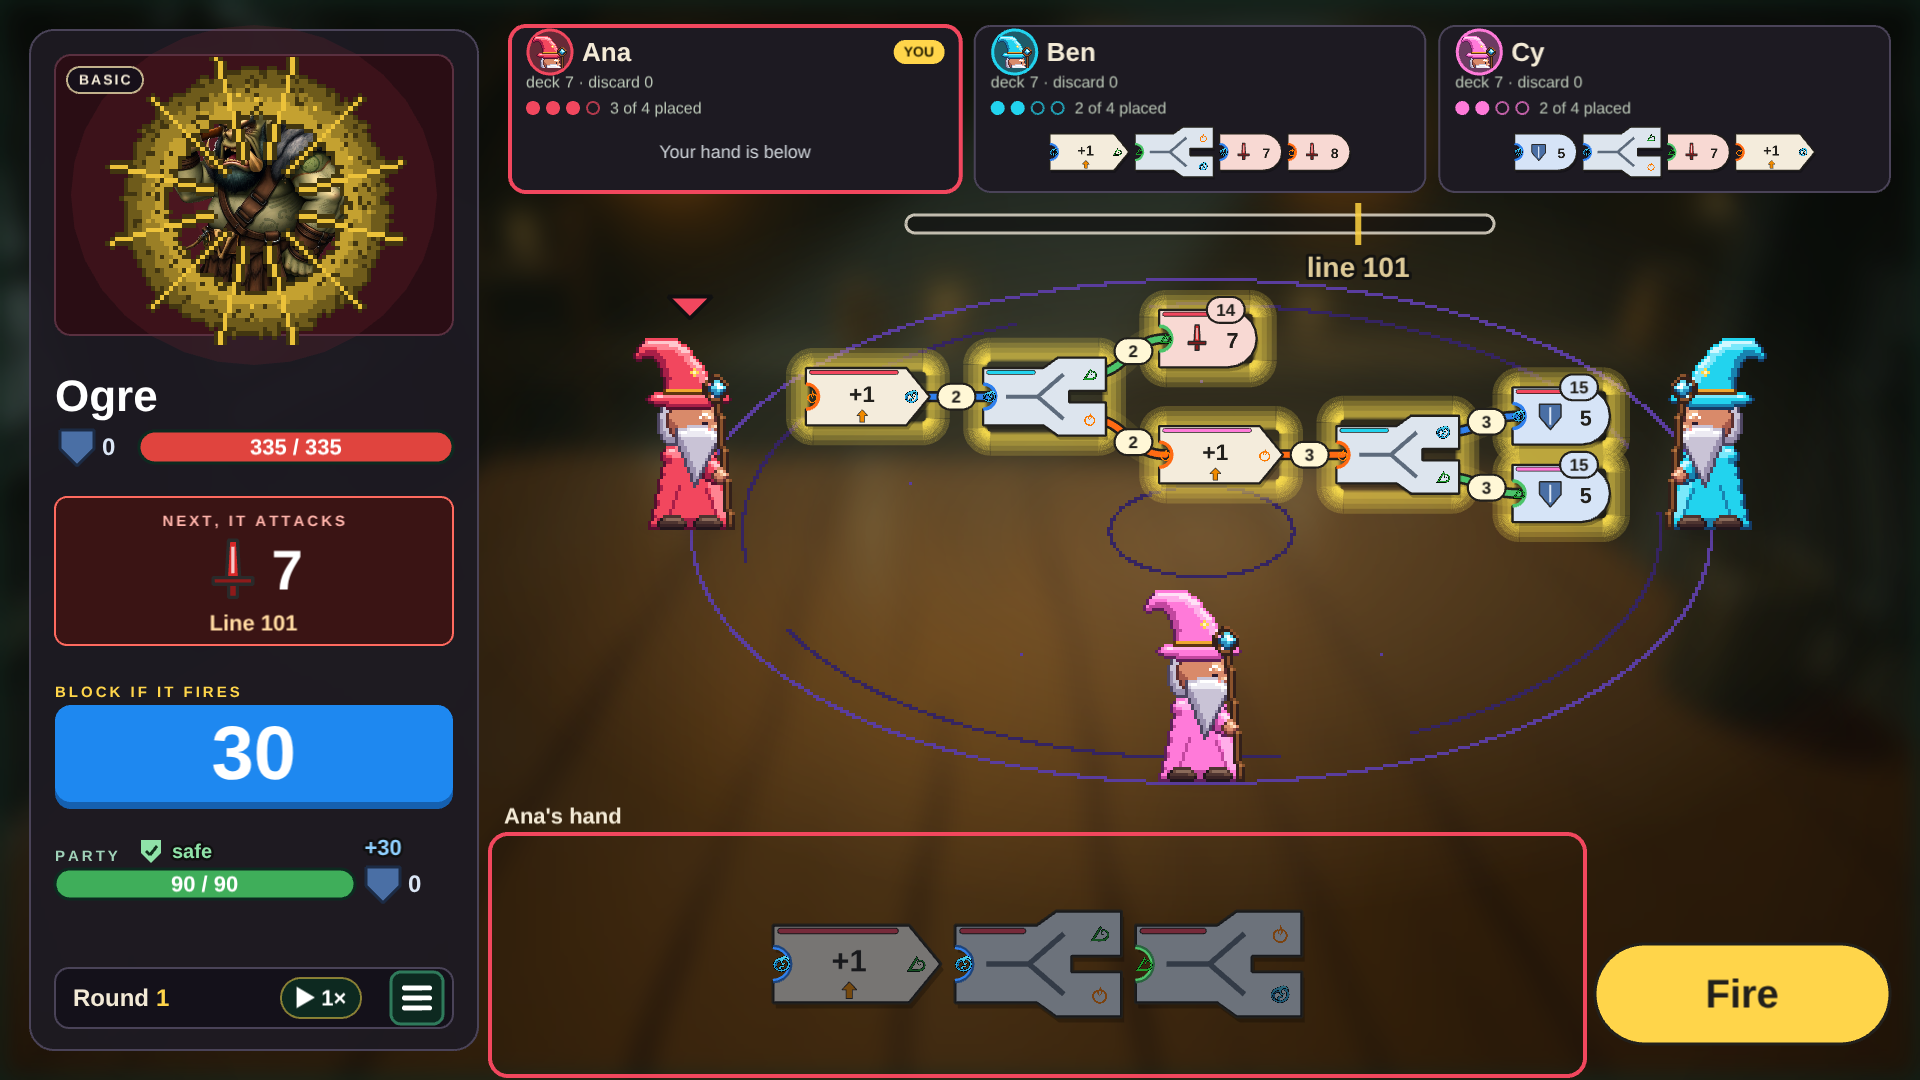 BASIC
Ogre
0
335 / 335
NEXT, IT ATTACKS
7
Line 101
BLOCK IF IT FIRES
30
PARTY
safe
+30
90 / 90
0
Round 1
1×
Ana
YOU
deck 7 · discard 0
3 of 4 placed
Your hand is below
Ben
deck 7 · discard 0
2 of 4 placed
+1
7
8
Cy
deck 7 · discard 0
2 of 4 placed
5
7
+1
line 101
+1
2
2
14
7
2
+1
3
3
15
5
3
15
5
Ana's hand
+1
Fire